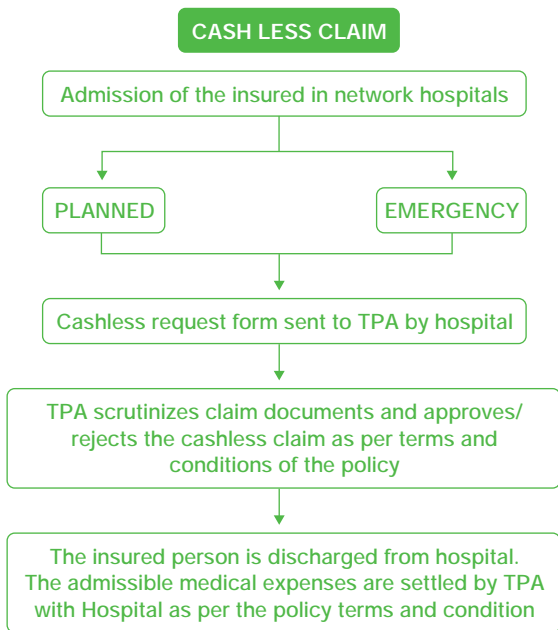 CASH LESS CLAIM
Admission of the insured in network hospitals
PLANNED
EMERGENCY
Cashless request form sent to TPA by hospital
TPA scrutinizes claim documents and approves/
rejects the cashless claim as per terms and
conditions of the policy
The insured person is discharged from hospital.
The admissible medical expenses are settled by TPA
with Hospital as per the policy terms and condition